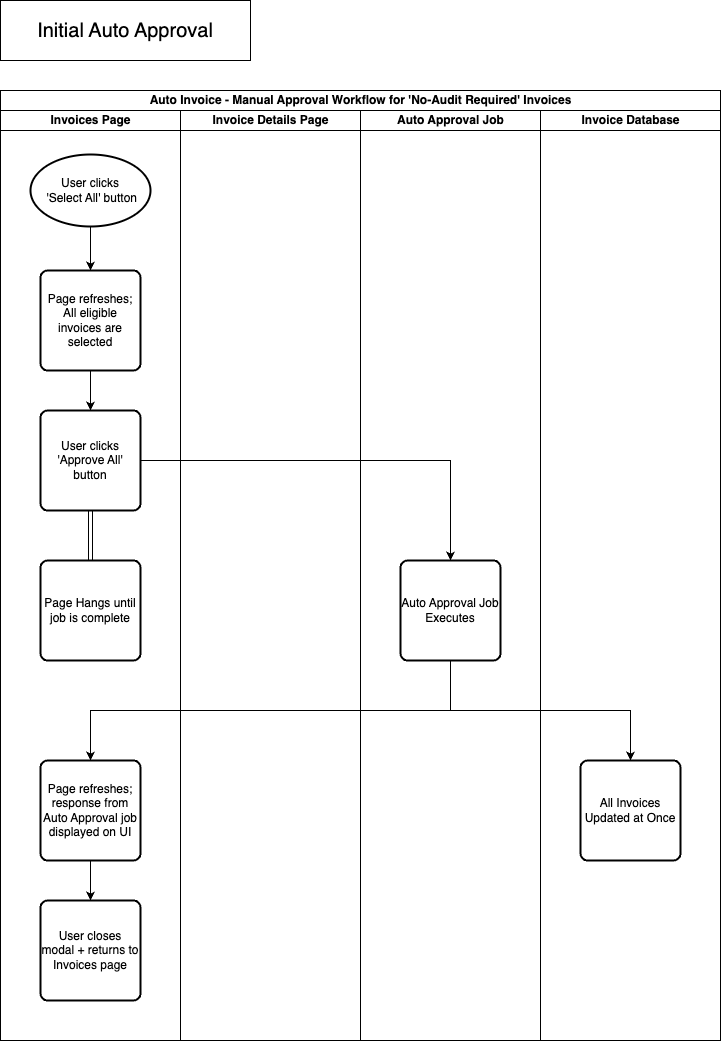 Initial Auto Approval
Auto Invoice - Manual Approval Workflow for 'No-Audit Required' Invoices
Invoices Page
Invoice Details Page
Auto Approval Job
Invoice Database
User clicks
'Select All' button
Page refreshes;
All eligible
invoices are
selected
User clicks
'Approve All'
button
Page Hangs until
job is complete
Auto Approval Job
Executes
Page refreshes;
response from
Auto Approval job
displayed on UI
All Invoices
Updated at Once
User closes
modal + returns to
Invoices page